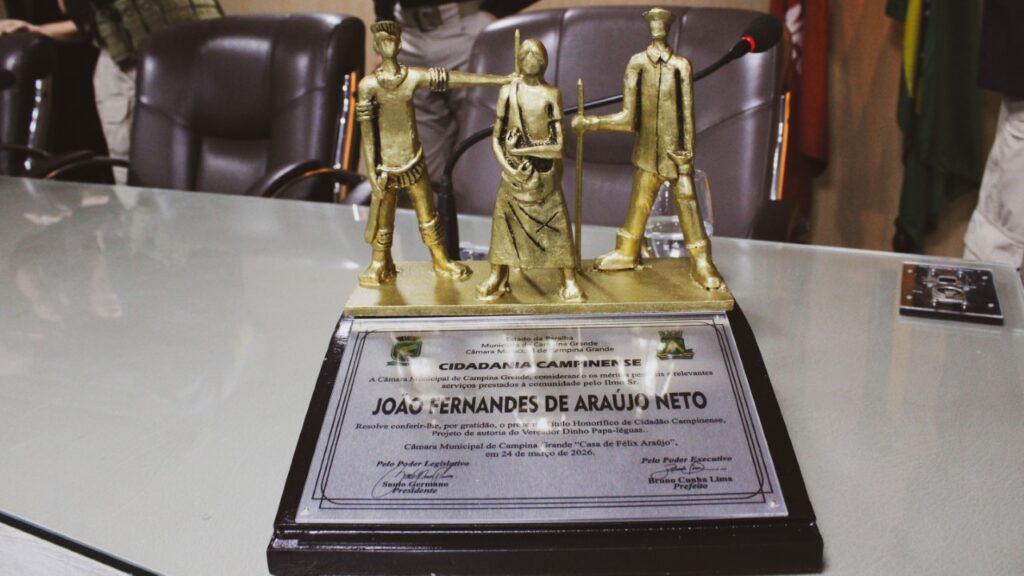 Estado da Paraíba
Município de Campina Grande
Câmara Municipal de Campina Grande
CIDADANIA CAMPINENSE
A Câmara Municipal de Campina Grande, considerando os méritos e relevantes
serviços prestados à comunidade pelo Ilmo Sr.
JOÃO FERNANDES DE ARAÚJO NETO
Resolve conferir-lhe, por gratidão, o Título Honorífico de Cidadão Campinense,
Projeto de autoria do Vereador Dinho Papa-léguas..
Câmara Municipal de Campina Grande "Casa de Félix Araújo",
em 24 de março de 2026.
Pelo Poder Legislativo
Saulo Germano
Presidente
Pelo Poder Executivo
Bruno Cunha Lima
Prefeito